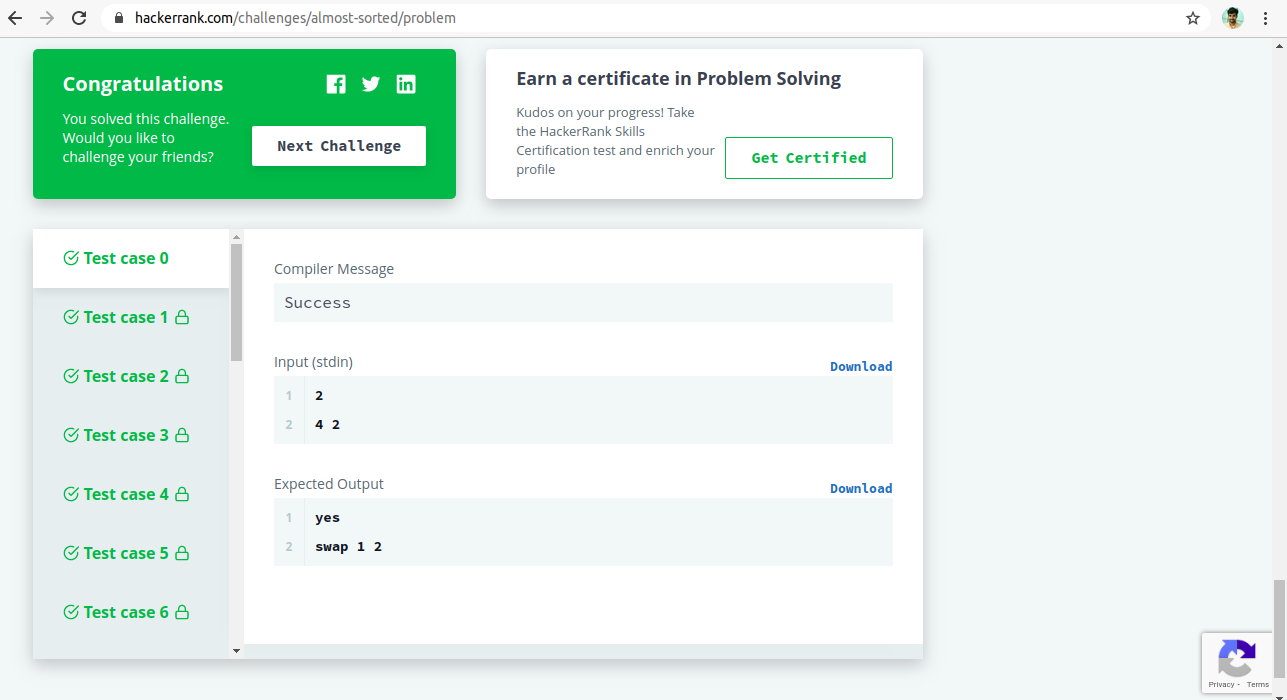 hackerrank.com/challenges/almost-sorted/problem
Congratulations
You solved this challenge.
Would you like to
challenge your friends?
Next Challenge
Earn a certificate in Problem Solving
Kudos on your progress! Take
the HackerRank Skills
Certification test and enrich your
profile
Get Certified
Test case 0
Test case 1
Test case 2
Test case 3
Test case 4
Test case 5
Test case 6
Compiler Message
Success
Input (stdin)
Download
1 2
2 4 2
Expected Output
Download
1 yes
2 swap 1 2
Privacy - Terms